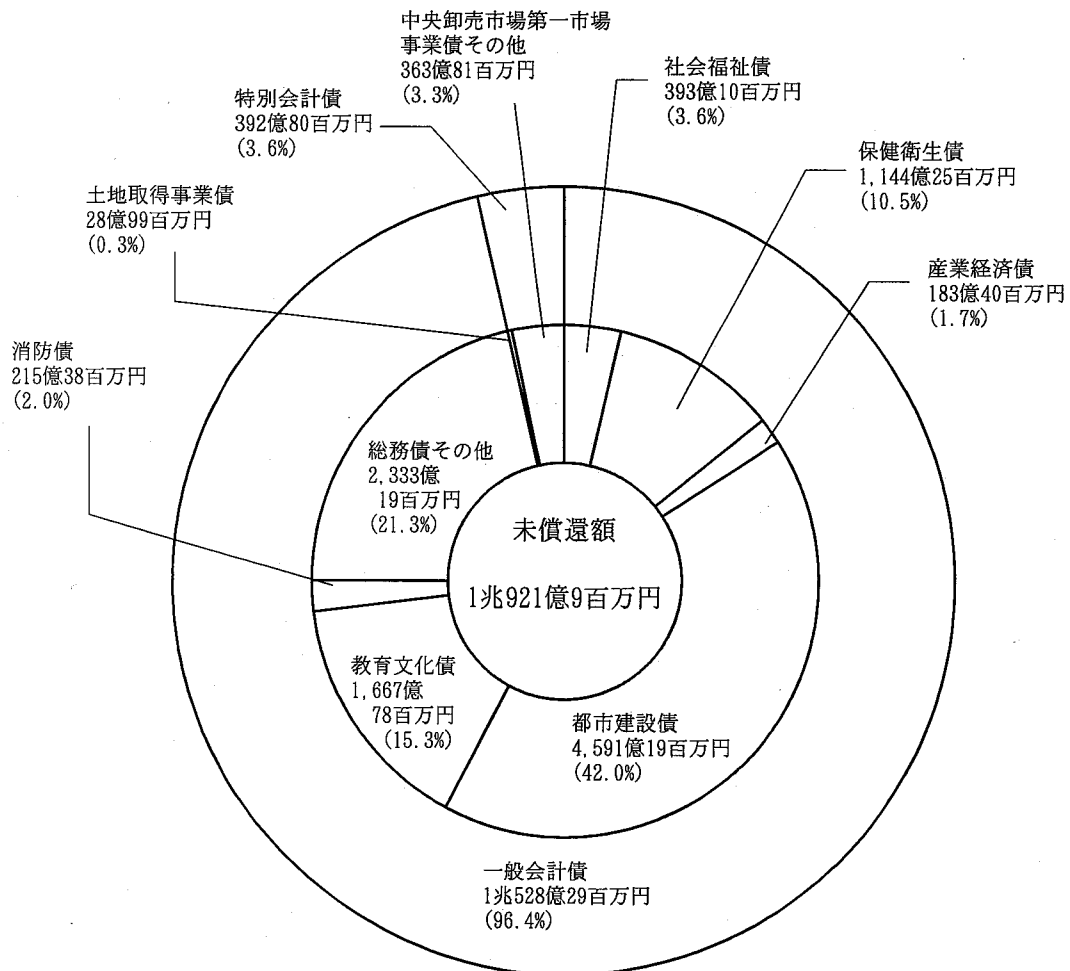 中央卸売市場第一市場
事業債その他
363億81百万円
(3.3%)
社会福祉債
393億10百万円
(3.6%)
特別会計債
392億80百万円
(3.6%)
保健衛生債
1,144億25百万円
(10.5%)
土地取得事業債
28億99百万円
(0.3%)
産業経済債
183億40百万円
(1.7%)
消防債
215億38百万円
(2.0%)
総務債その他
2,333億
19百万円
(21.3%)
未償還額
1兆921億9百万円
教育文化債
1,667億
78百万円
(15.3%)
都市建設債
4,591億19百万円
(42.0%)
一般会計債
1兆528億29百万円
(96.4%)